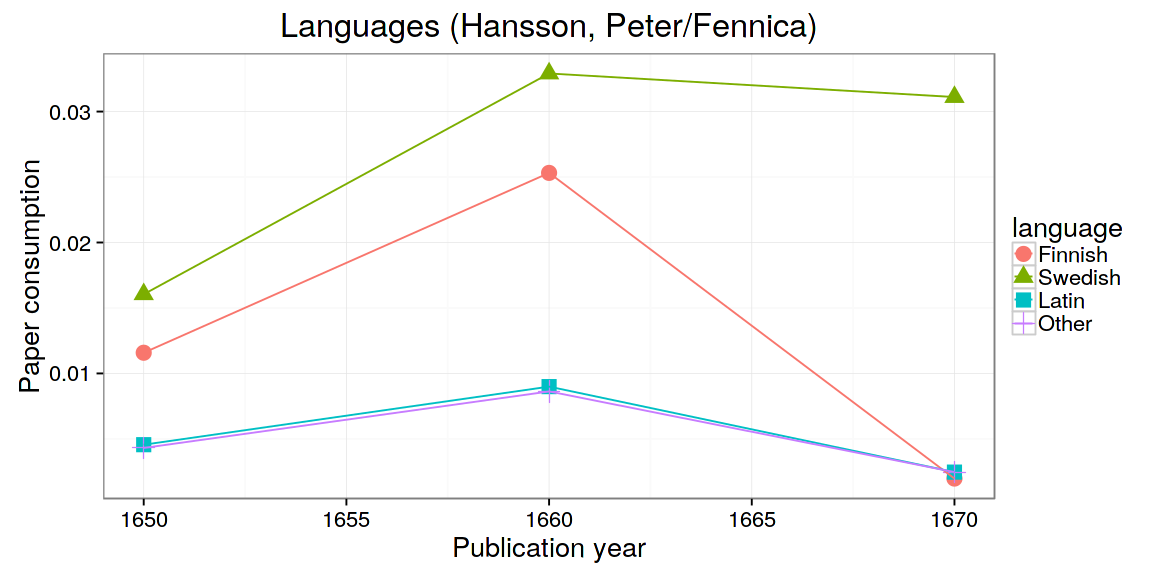 Languages (Hansson, Peter/Fennica)
Paper consumption
0.03
0.02
0.01
1650 1655 1660 1665 1670
Publication year
language
Finnish
Swedish
Latin
Other